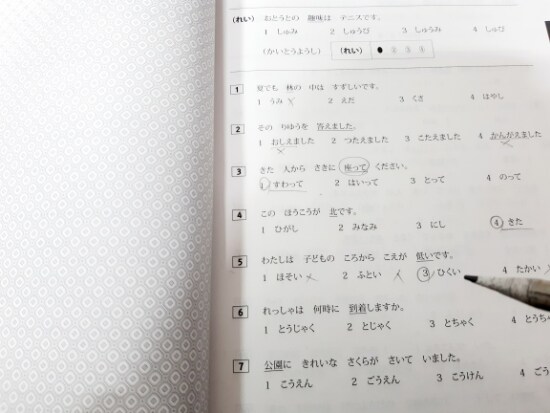 (れい) おとうとの 趣味は テニスです。
1 しゅみ 2 しゅうび 3 しゅうみ 4 しゅび
(かいとうようし) (れい) ● ② ③ ④
1 夏でも 林の 中は すずしいです。
1 うみ 2 えだ 3 くさ 4 はやし
2 その りゆうを 答えました。
1 おしえました 2 つたえました 3 こたえました 4 かんがえました
3 きた 人から さきに 座って ください。
1 すわって 2 はいって 3 とって 4 のって
4 この ほうこうが 北です。
1 ひがし 2 みなみ 3 にし 4 きた
5 わたしは 子どもの ころから こえが 低いです。
1 ほそい 2 ふとい 3 ひくい 4 たかい
6 れっしゃは 何時に 到着しますか。
1 とうじゃく 2 とじゃく 3 とちゃく 4 とうちゃ
7 公園に きれいな さくらが さいて いました。
1 こうえん 2 ごうえん 3 こうけん 4 ごう